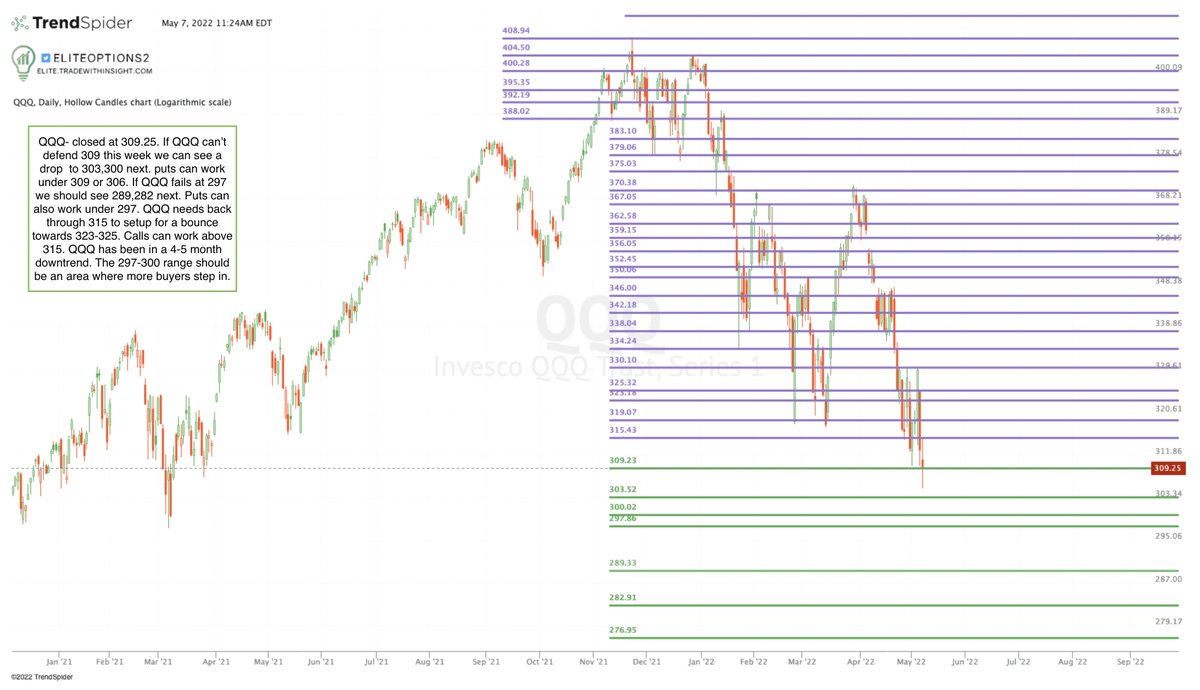 TrendSpider
May 7, 2022 11:24AM EDT
ELITEOPTIONS2
ELITE.TRADEWITHINSIGHT.COM
QQQ, Daily, Hollow Candles chart (Logarithmic scale)
QQQ- closed at 309.25. If QQQ can't
defend 309 this week we can see a
drop to 303,300 next. puts can work
under 309 or 306. If QQQ fails at 297
we should see 289,282 next. Puts can
also work under 297. QQQ needs back
through 315 to setup for a bounce
towards 323-325. Calls can work above
315. QQQ has been in a 4-5 month
downtrend. The 297-300 range should
be an area where more buyers step in.
408.94
404.50
400.28
395.35
392.19
388.02
383.10
379.06
375.03
370.38
367.05
362.58
359.15
356.05
352.45
350.06
346.00
342.18
338.04
334.24
330.10
325.32
323.18
319.07
315.43
309.23
303.52
300.02
297.86
289.33
282.91
276.95
QQQ
Invesco QQQ Trust, Series 1
400.09
389.17
378.54
368.21
358.15
348.38
338.86
329.61
320.61
311.86
309.25
303.34
295.06
287.00
279.17
Jan '21 Feb '21 Mar '21 Apr '21 May '21 Jun '21 Jul '21 Aug '21 Sep '21 Oct '21 Nov '21 Dec '21 Jan '22 Feb '22 Mar '22 Apr '22 May '22 Jun '22 Jul '22 Aug '22 Sep '22
©2022 TrendSpider